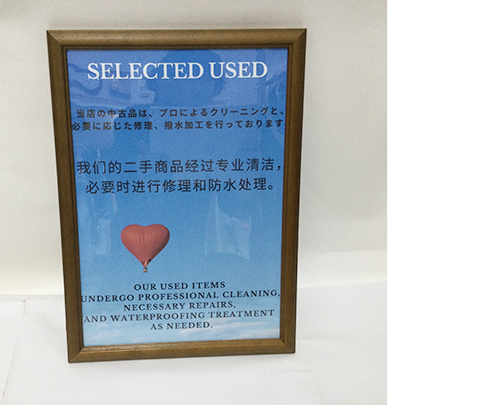 SELECTED USED
当店の中古品は、プロによるクリーニングと、
必要に応じた修理、撥水加工を行っております
我们的二手商品经过专业清洁，
必要时进行修理和防水处理。
OUR USED ITEMS
UNDERGO PROFESSIONAL CLEANING,
NECESSARY REPAIRS,
AND WATERPROOFING TREATMENT
AS NEEDED.